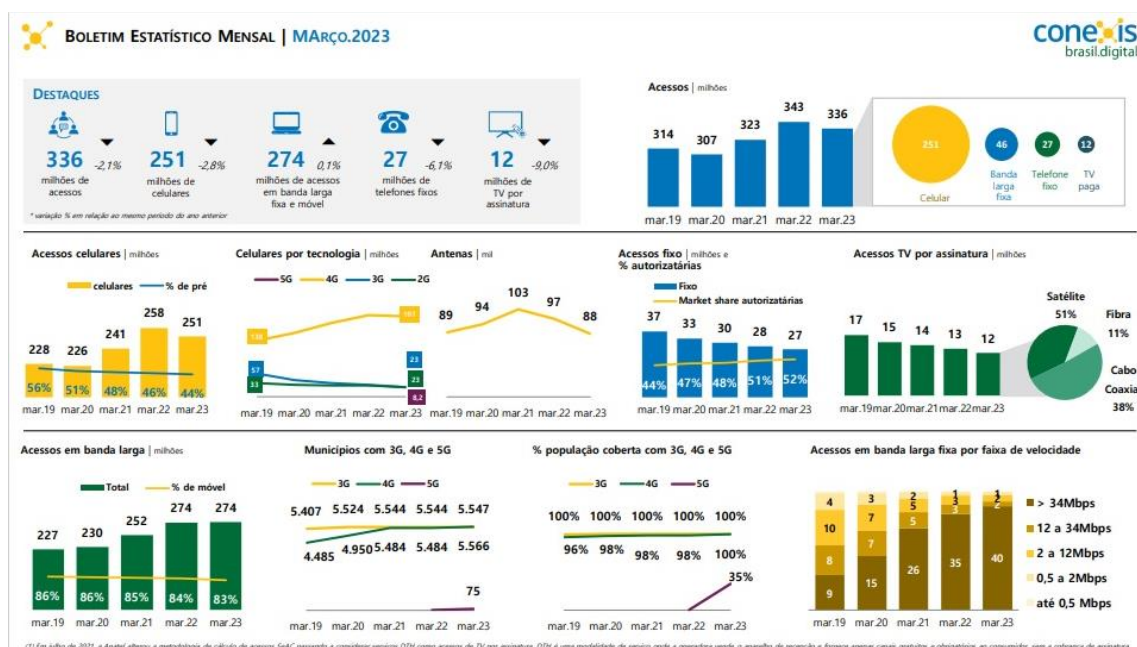 BOLETIM ESTATÍSTICO MENSAL | MARÇO.2023
conexis
brasil.digital
DESTAQUES
336 -2,1%
milhões de
acessos
251 -2,8%
milhões de
celulares
274 0,1%
milhões de acessos
em banda larga
fixa e móvel
27 -6,1%
milhões de
telefones fixos
12 -9,0%
milhões de
TV por
assinatura
* variação % em relação ao mesmo período do ano anterior
Acessos | milhões
314 307 323 343 336
mar.19 mar.20 mar.21 mar.22 mar.23
251 46 27 12
Celular
Banda
larga
fixa
Telefone
fixo
TV
paga
Acessos celulares | milhões
celulares % de pré
228 226 241 258 251
56% 51% 48% 46% 44%
mar.19 mar.20 mar.21 mar.22 mar.23
Celulares por tecnologia | milhões
5G 4G 3G 2G
57 23
33 23
8,2
mar.19 mar.20 mar.21 mar.22 mar.23
Antenas | mil
89 94 103 97 88
mar.19 mar.20 mar.21 mar.22 mar.23
Acessos fixo | milhões e
% autorizatárias
Fixo
Market share autorizatárias
37 33 30 28 27
44% 47% 48% 51% 52%
mar.19 mar.20 mar.21 mar.22 mar.23
Acessos TV por assinatura | milhões
17 15 14 13 12
mar.19 mar.20 mar.21 mar.22 mar.23
Satélite
51%
Fibra
11%
Cabo
Coaxia
38%
Acessos em banda larga | milhões
Total % de móvel
227 230 252 274 274
86% 86% 85% 84% 83%
mar.19 mar.20 mar.21 mar.22 mar.23
Municípios com 3G, 4G e 5G
3G 4G 5G
5.407 5.524 5.544 5.544 5.547
4.485 4.950 5.484 5.484 5.566
75
mar.19 mar.20 mar.21 mar.22 mar.23
% população coberta com 3G, 4G e 5G
3G 4G 5G
100% 100% 100% 100% 100%
96% 98% 98% 98% 100%
35%
mar.19 mar.20 mar.21 mar.22 mar.23
Acessos em banda larga fixa por faixa de velocidade
4 3 2 1 1
10 7 5 3 2
8 7 5 3 2
9 15 26 35 40
mar.19 mar.20 mar.21 mar.22 mar.23
> 34Mbps
12 a 34Mbps
2 a 12Mbps
0,5 a 2Mbps
até 0,5 Mbps